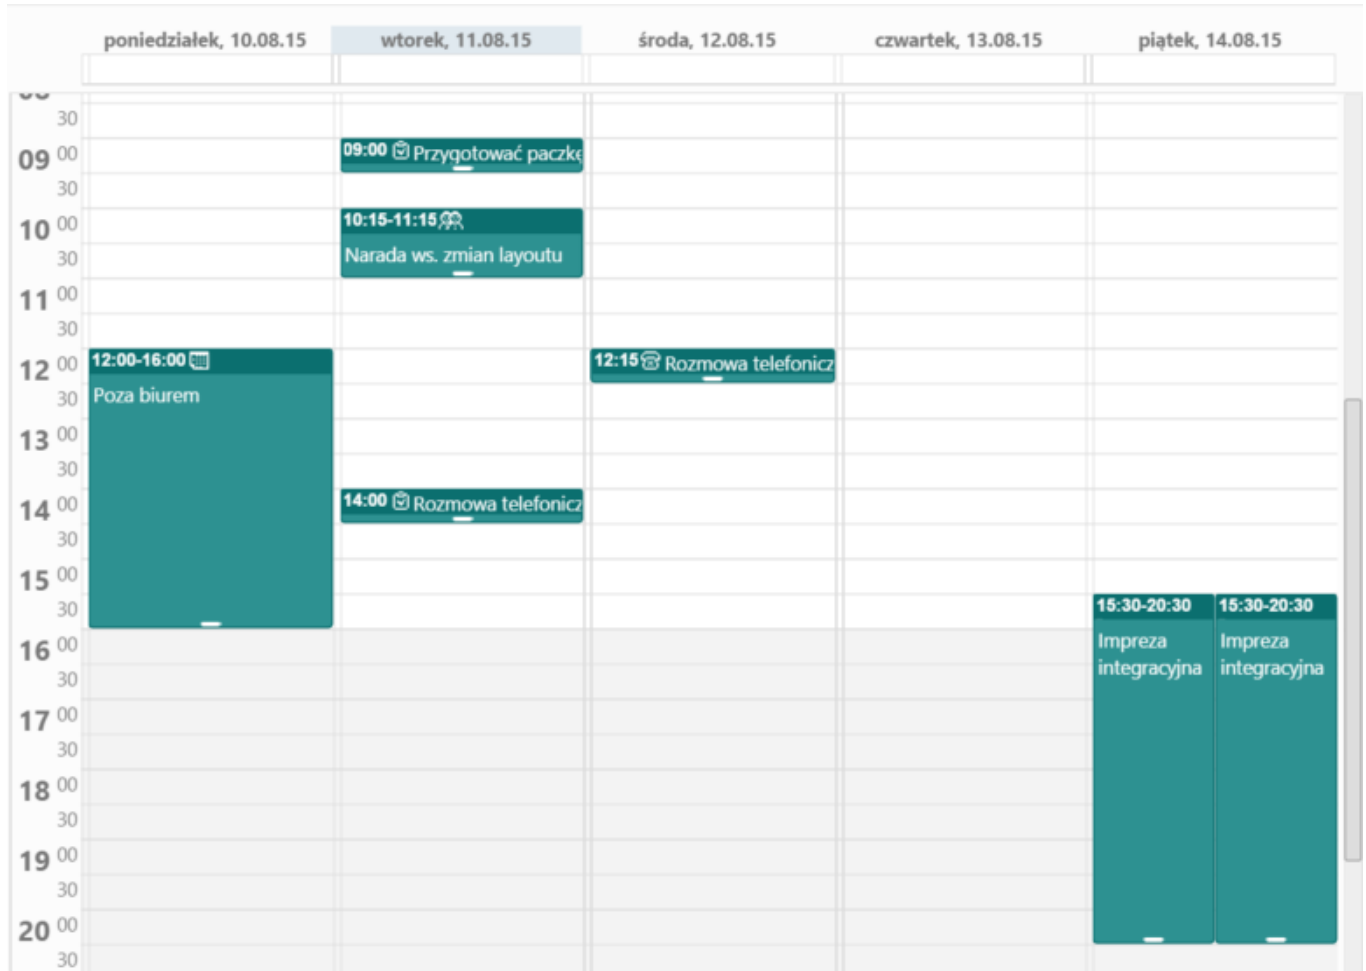 poniedziałek, 10.08.15 wtorek, 11.08.15 środa, 12.08.15 czwartek, 13.08.15 piątek, 14.08.15
30
09 00 09:00 Przygotować paczkę
30
10 00 10:15-11:15
30 Narada ws. zmian layoutu
11 00
30
12 00 12:00-16:00 12:15 Rozmowa telefonicz
30 Poza biurem
13 00
30
14 00 14:00 Rozmowa telefonicz
30
15 00
30 15:30-20:30 15:30-20:30
16 00 Impreza Impreza
30 integracyjna integracyjna
17 00
30
18 00
30
19 00
30
20 00
30